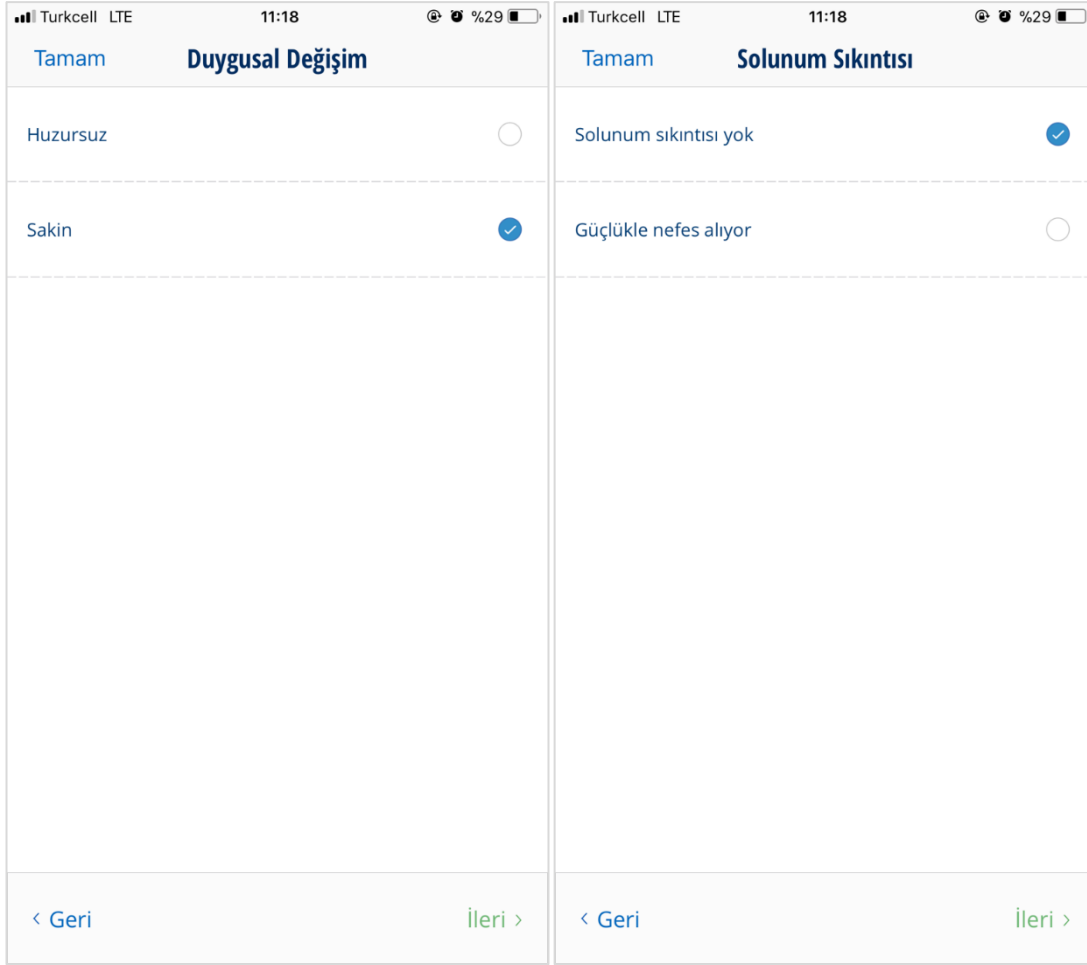 Turkcell LTE 11:18 %29
Tamam Duygusal Değişim
Huzursuz
Sakin
< Geri İleri >
Turkcell LTE 11:18 %29
Tamam Solunum Sıkıntısı
Solunum sıkıntısı yok
Güçlükle nefes alıyor
< Geri İleri >